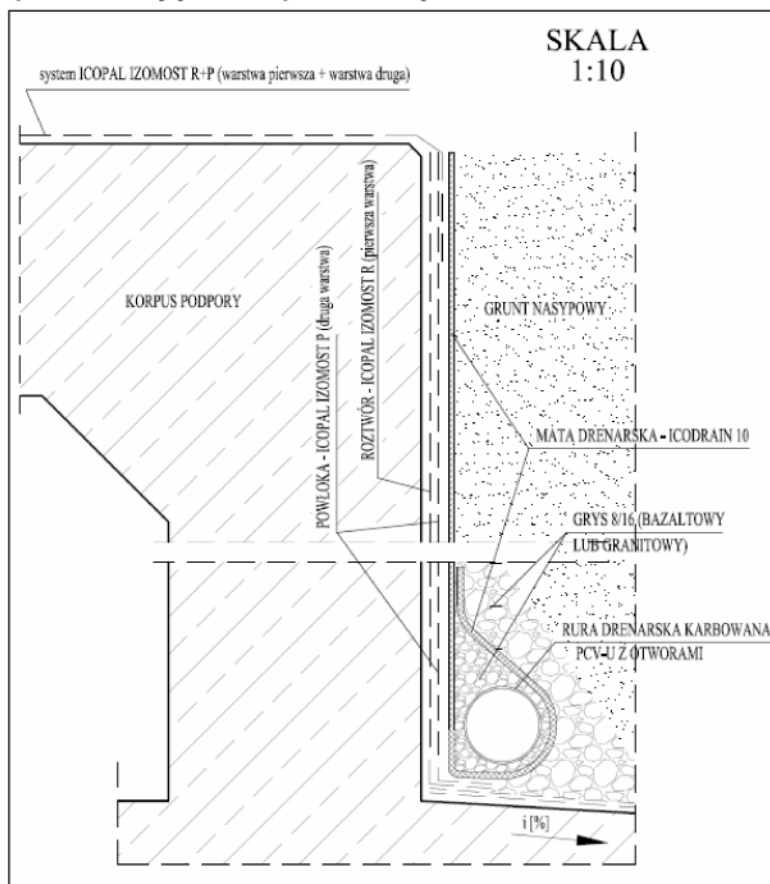 SKALA
1:10
system ICOPAL IZOMOST R+P (warstwa pierwsza + warstwa druga)
KORPUS PODPORY
POWŁOKA - ICOPAL IZOMOST P (druga warstwa)
ROZTWÓR - ICOPAL IZOMOST R (pierwsza warstwa)
GRUNT NASYPOWY
MATA DRENARSKA - ICODRAIN 10
GRYS 8/16 (BAZALTOWY
LUB GRANITOWY)
RURA DRENARSKA KARBOWANA
PCV-U Z OTWORAMI
i [%]